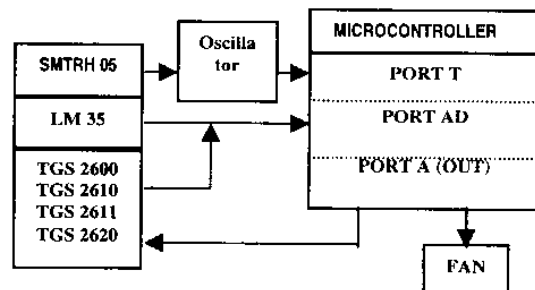 SMTRH 05
LM 35
TGS 2600
TGS 2610
TGS 2611
TGS 2620
Oscilla
tor
MICROCONTROLLER
PORT T
PORT AD
PORT A (OUT)
FAN